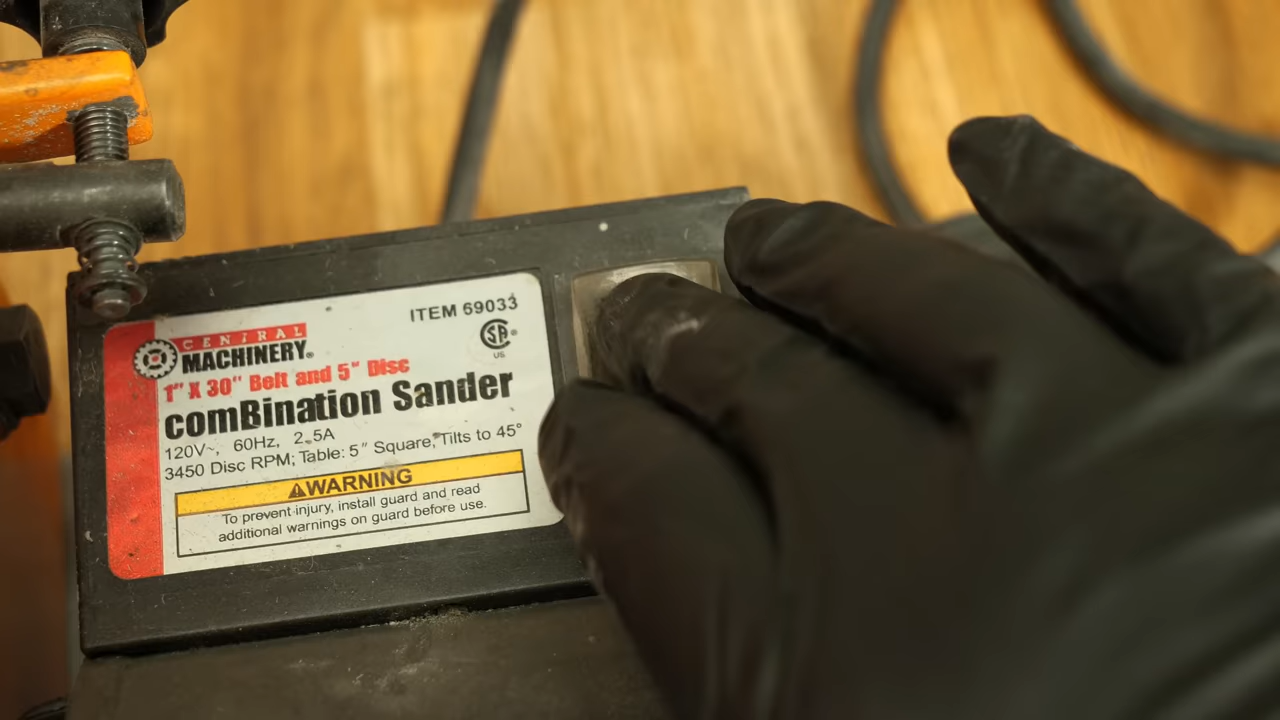 ITEM 69033
CENTRAL
MACHINERY®
SA®
US
1" X 30" Belt and 5" Disc
comBination Sander
120V~, 60Hz, 2.5A
3450 Disc RPM; Table: 5" Square, Tilts to 45°
⚠WARNING
To prevent injury, install guard and read
additional warnings on guard before use.